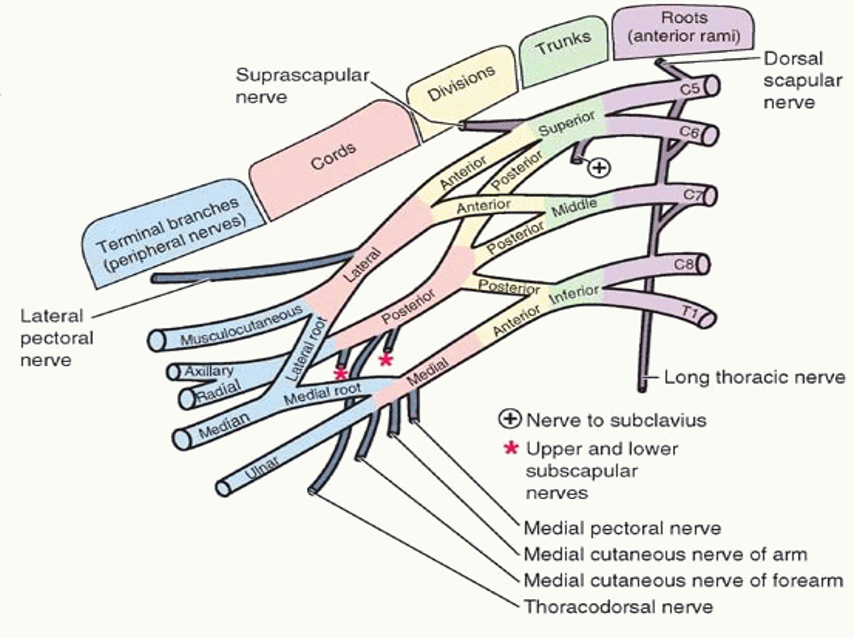 Roots
(anterior rami)
Trunks
Divisions
Cords
Terminal branches
(peripheral nerves)
Dorsal
scapular
nerve
Suprascapular
nerve
C5
C6
C7
C8
T1
Superior
Middle
Inferior
Anterior
Posterior
Anterior
Posterior
Posterior
Anterior
Lateral
Posterior
Medial
Lateral
pectoral
nerve
Musculocutaneous
Axillary
Radial
Median
Ulnar
Lateral root
Medial root
*
*
+
Long thoracic nerve
+ Nerve to subclavius
* Upper and lower
subscapular
nerves
Medial pectoral nerve
Medial cutaneous nerve of arm
Medial cutaneous nerve of forearm
Thoracodorsal nerve